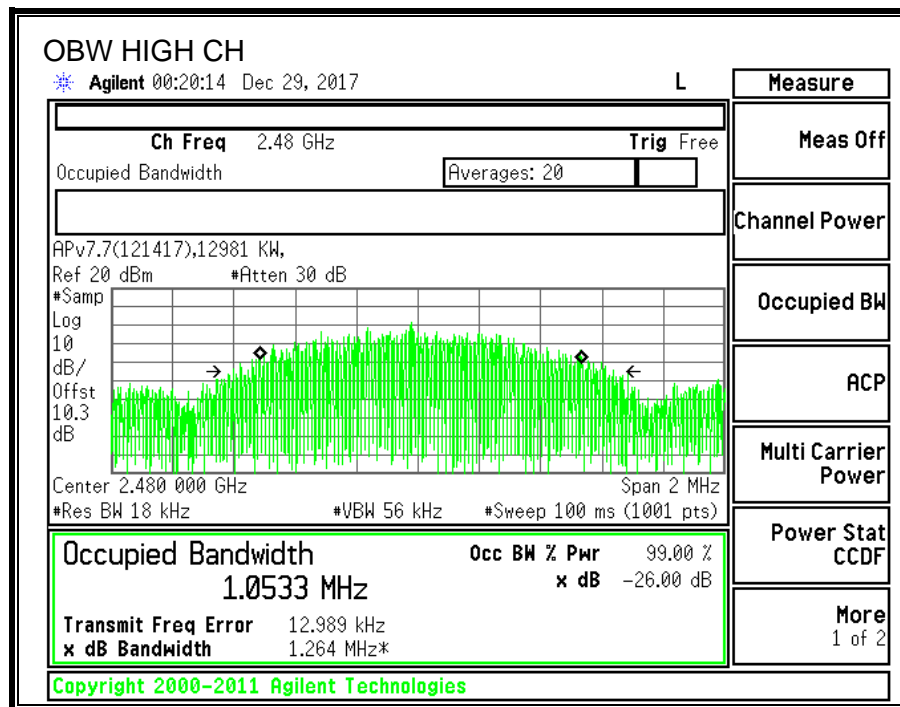 OBW HIGH CH
Agilent 00:20:14 Dec 29, 2017 L
Measure
Ch Freq 2.48 GHz Trig Free
Occupied Bandwidth Averages: 20
APv7.7(121417),12981 KW,
Ref 20 dBm #Atten 30 dB
#Samp
Log
10
dB/
Offst
10.3
dB
Center 2.480 000 GHz Span 2 MHz
#Res BW 18 kHz #VBW 56 kHz #Sweep 100 ms (1001 pts)
Occupied Bandwidth Occ BW % Pwr 99.00 %
1.0533 MHz x dB -26.00 dB
Transmit Freq Error 12.989 kHz
x dB Bandwidth 1.264 MHz*
Copyright 2000-2011 Agilent Technologies
Meas Off
Channel Power
Occupied BW
ACP
Multi Carrier
Power
Power Stat
CCDF
More
1 of 2